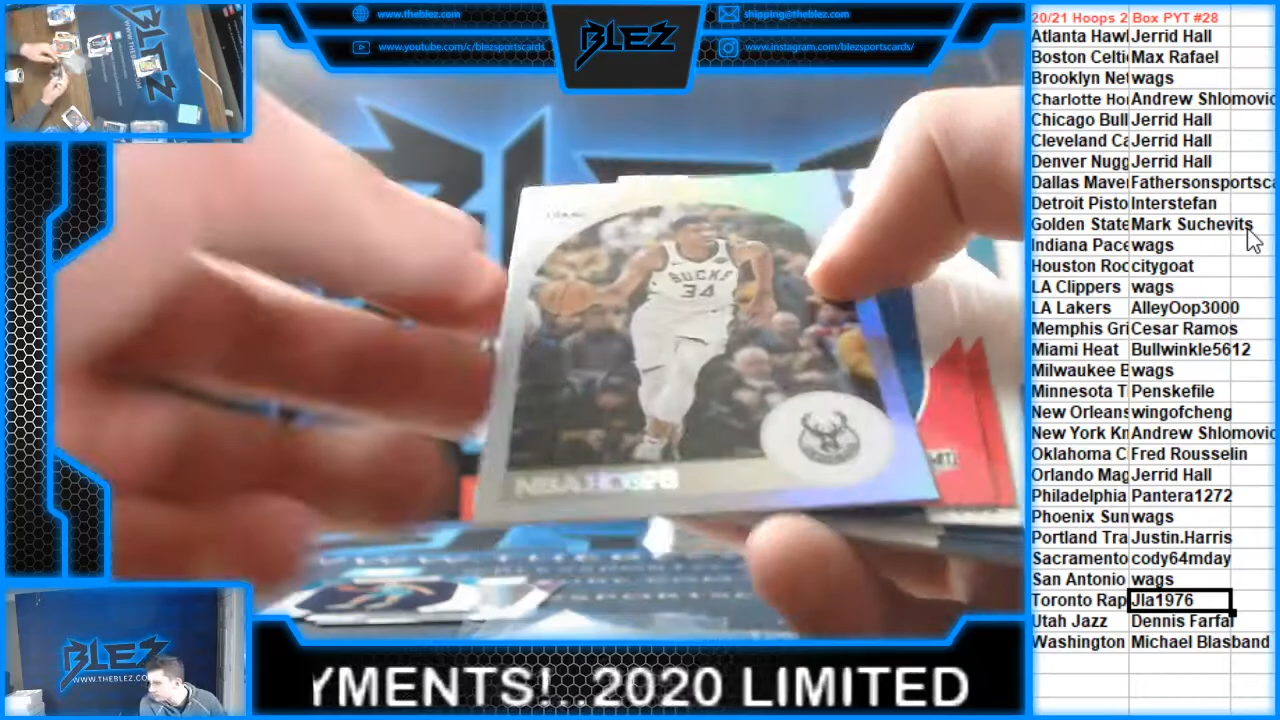 www.theblez.com
shipping@theblez.com
www.youtube.com/c/blezsportscards
www.instagram.com/blezsportscards/
BLEZ
BUCKS
34
NBA HOOPS
BLEZ
WWW.THEBLEZ.COM
YMENTS!..2020 LIMITED
20/21 Hoops 2 Box PYT #28
Atlanta Hawl Jerrid Hall
Boston Celti Max Rafael
Brooklyn Net wags
Charlotte Ho Andrew Shlomovic
Chicago Bull Jerrid Hall
Cleveland Ca Jerrid Hall
Denver Nugg Jerrid Hall
Dallas Maver Fathersonsportsca
Detroit Pisto Interstefan
Golden State Mark Suchevits
Indiana Pace wags
Houston Roc citygoat
LA Clippers wags
LA Lakers AlleyOop3000
Memphis Gri Cesar Ramos
Miami Heat Bullwinkle5612
Milwaukee B wags
Minnesota T Penskefile
New Orleans wingofcheng
New York Kn Andrew Shlomovic
Oklahoma C Fred Rousselin
Orlando Mag Jerrid Hall
Philadelphia Pantera1272
Phoenix Sun wags
Portland Tra Justin.Harris
Sacramento cody64mday
San Antonio wags
Toronto Rap Jla1976
Utah Jazz Dennis Farfal
Washington Michael Blasband